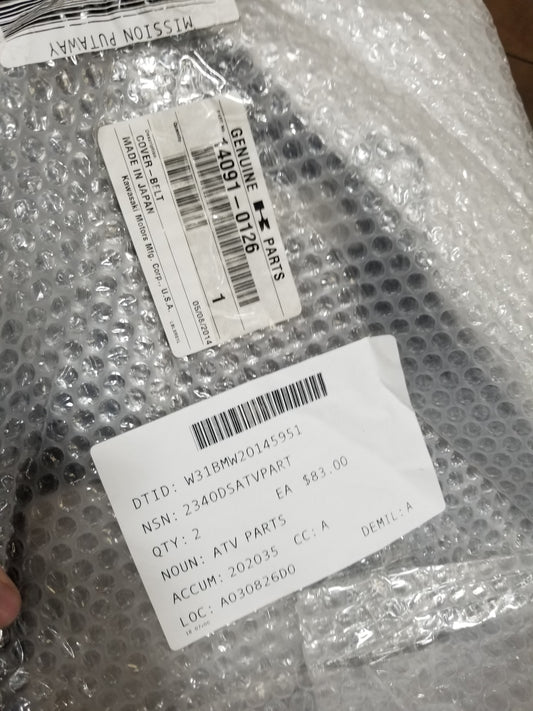 MISSION PUTAWAY
GENUINE K PARTS
14091-0126
1
COVER-BELT
MADE IN JAPAN
Kawasaki Motors Mfg. Corp., U.S.A.
05/08/2014
DTID: W31BMW20145951
NSN: 2340DSATVPART
QTY: 2 EA $83.00
NOUN: ATV PARTS
ACCUM: 202035 CC: A DEMIL: A
LOC: A030826D0